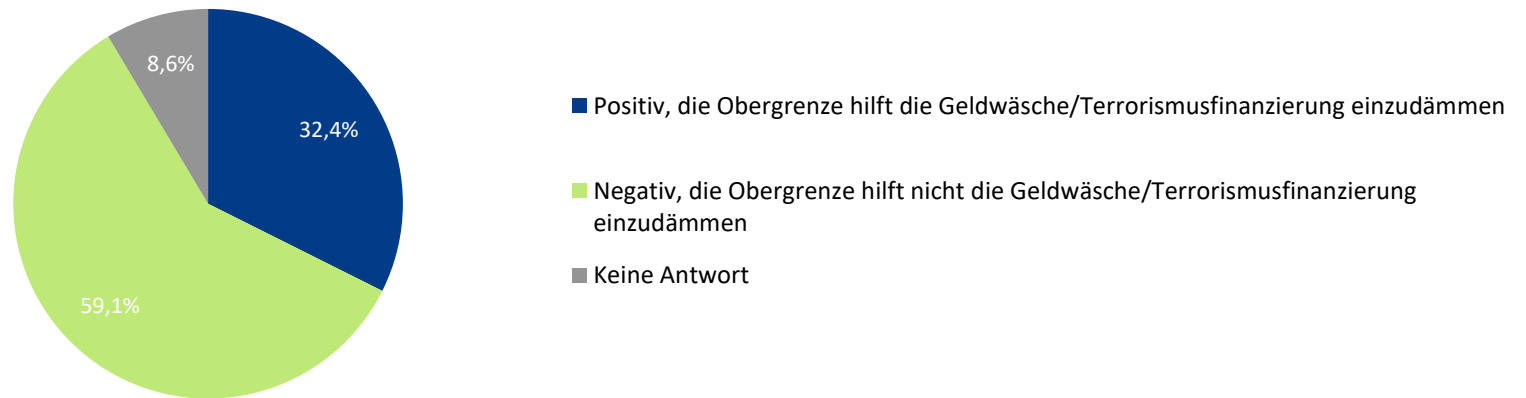 8,6%
32,4%
59,1%
Positiv, die Obergrenze hilft die Geldwäsche/Terrorismusfinanzierung einzudämmen
Negativ, die Obergrenze hilft nicht die Geldwäsche/Terrorismusfinanzierung
einzudämmen
Keine Antwort